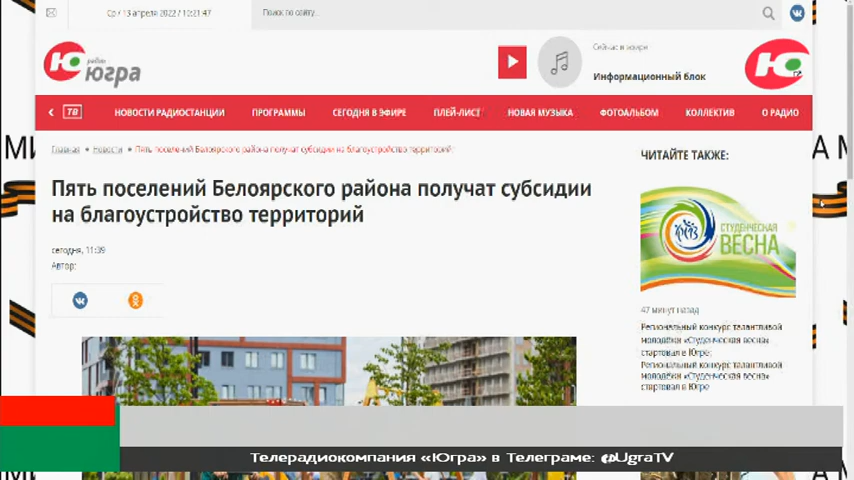 Ср / 13 апреля 2022 / 10:21:47
Поиск по сайту...
радио
Югра
Сейчас в эфире
Информационный блок
Ю
ТВ
НОВОСТИ РАДИОСТАНЦИИ
ПРОГРАММЫ
СЕГОДНЯ В ЭФИРЕ
ПЛЕЙ-ЛИСТ
НОВАЯ МУЗЫКА
ФОТОАЛЬБОМ
КОЛЛЕКТИВ
О РАДИО
Главная • Новости • Пять поселений Белоярского района получат субсидии на благоустройство территорий
Пять поселений Белоярского района получат субсидии
на благоустройство территорий
сегодня, 11:39
Автор:
ЧИТАЙТЕ ТАКЖЕ:
СТУДЕНЧЕСКАЯ
ВЕСНА
47 минут назад
Региональный конкурс талантливой
молодёжи «Студенческая весна»
стартовал в Югре
Региональный конкурс талантливой
молодёжи «Студенческая весна»
стартовал в Югре
Телерадиокомпания «Югра» в Телеграме: @UgraTV